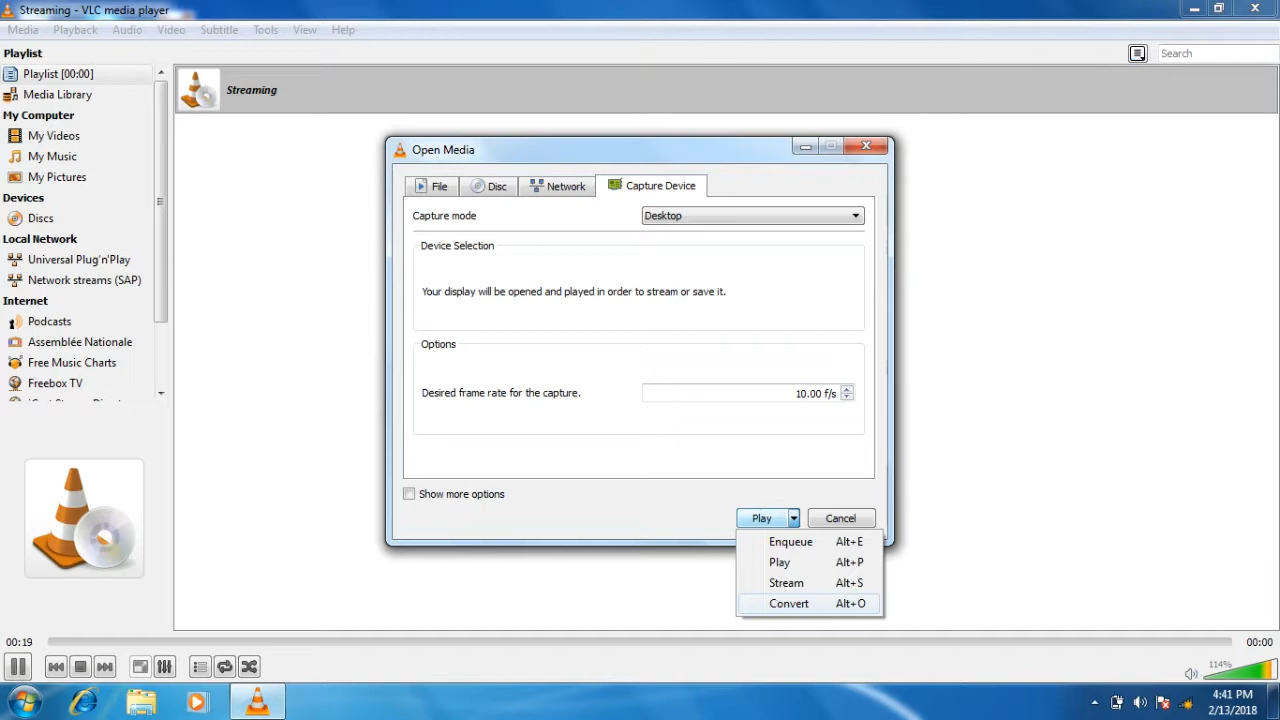 Streaming - VLC media player
Media Playback Audio Video Subtitle Tools View Help
Playlist
Search
Playlist [00:00]
Media Library
My Computer
My Videos
My Music
My Pictures
Devices
Discs
Local Network
Universal Plug'n'Play
Network streams (SAP)
Internet
Podcasts
Assemblée Nationale
Free Music Charts
Freebox TV
Streaming
Open Media
File Disc Network Capture Device
Capture mode Desktop
Device Selection
Your display will be opened and played in order to stream or save it.
Options
Desired frame rate for the capture. 10.00 f/s
Show more options
Play Cancel
Enqueue Alt+E
Play Alt+P
Stream Alt+S
Convert Alt+O
00:19 00:00
114%
4:41 PM
2/13/2018